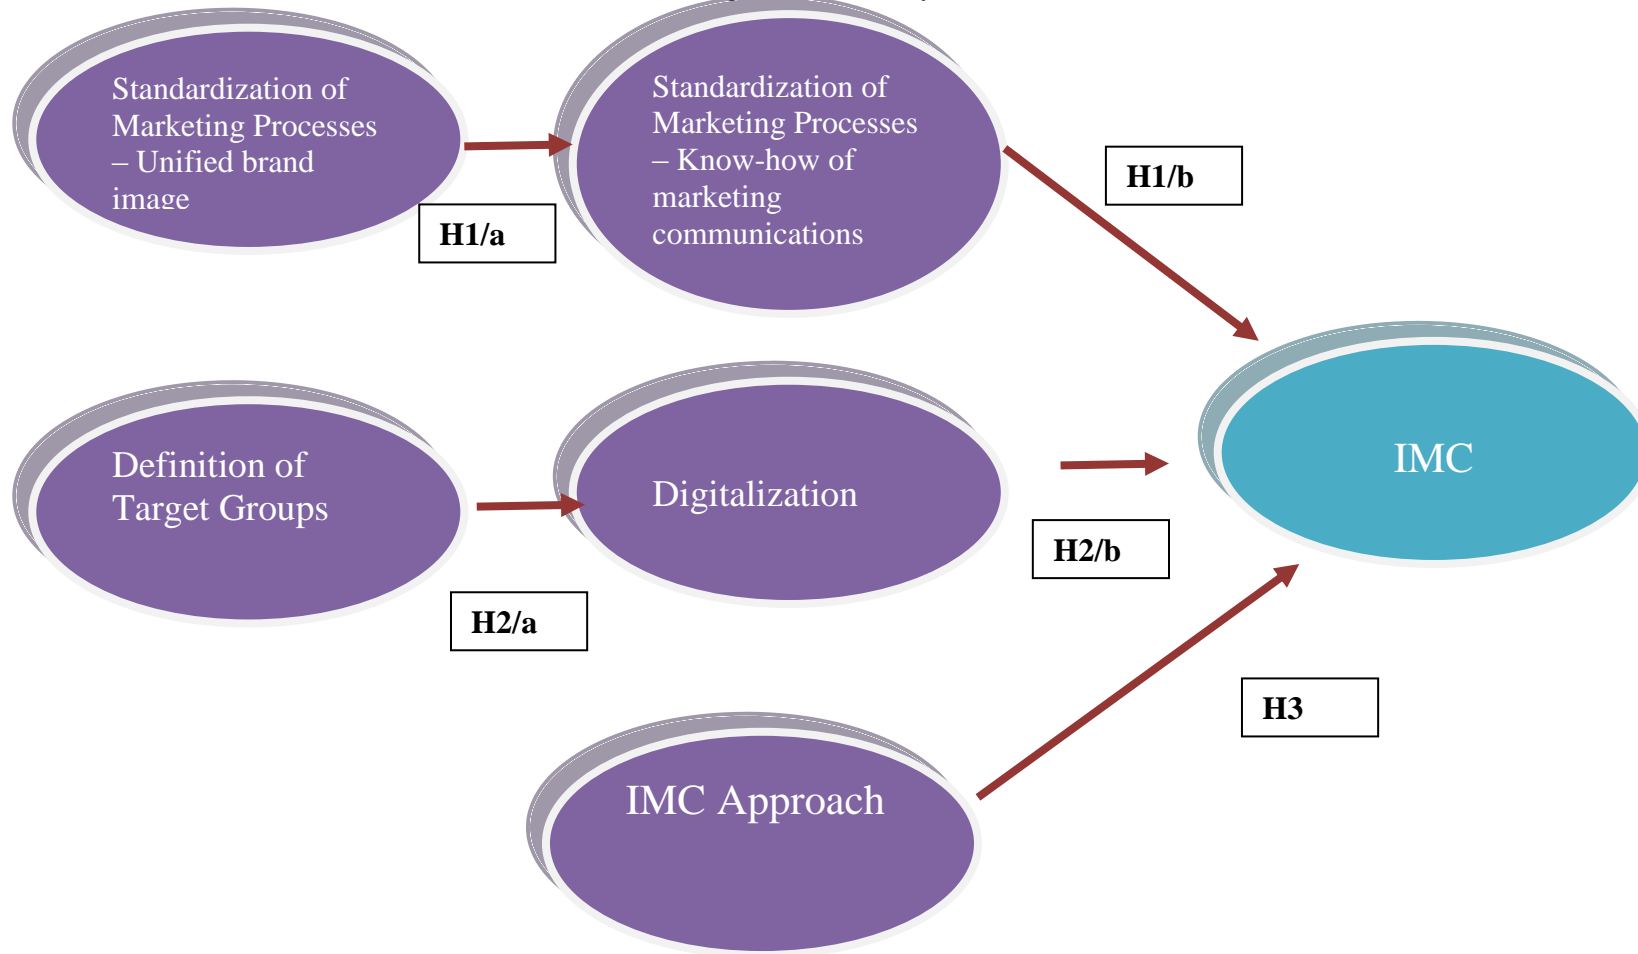 Standardization of
Marketing Processes
– Unified brand
image
Standardization of
Marketing Processes
– Know-how of
marketing
communications
H1/a
H1/b
Definition of
Target Groups
Digitalization
IMC
H2/a
H2/b
IMC Approach
H3